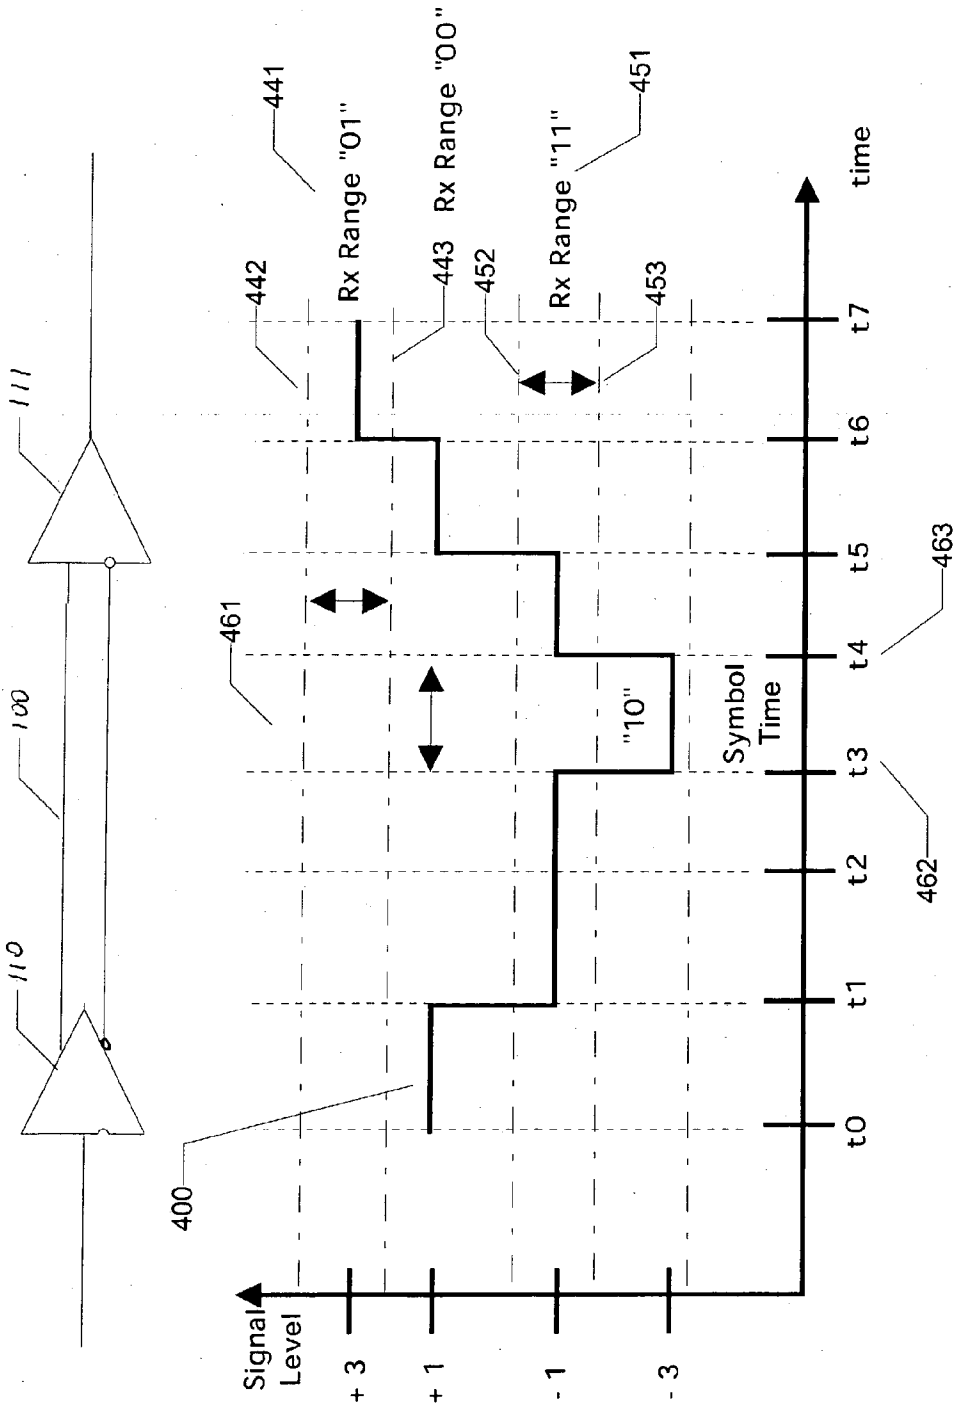 110
100
111
400
461
442
441
Signal
Level
+ 3
+ 1
- 1
- 3
Rx Range "01"
443
Rx Range "00"
452
Rx Range "11"
451
453
"10"
Symbol
Time
t0
t1
t2
t3
t4
t5
t6
t7
time
462
463